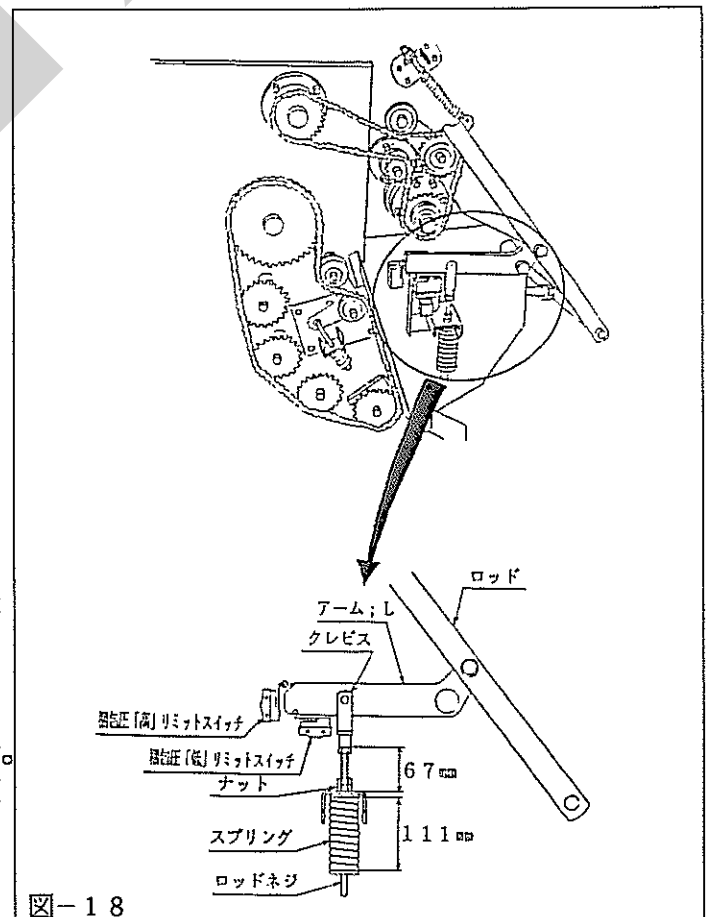 ロッド
アーム；L
クレビス
梱包圧「高」リミットスイッチ
梱包圧「低」リミットスイッチ
ナット
67mm
スプリング
111mm
ロッドネジ
図－18